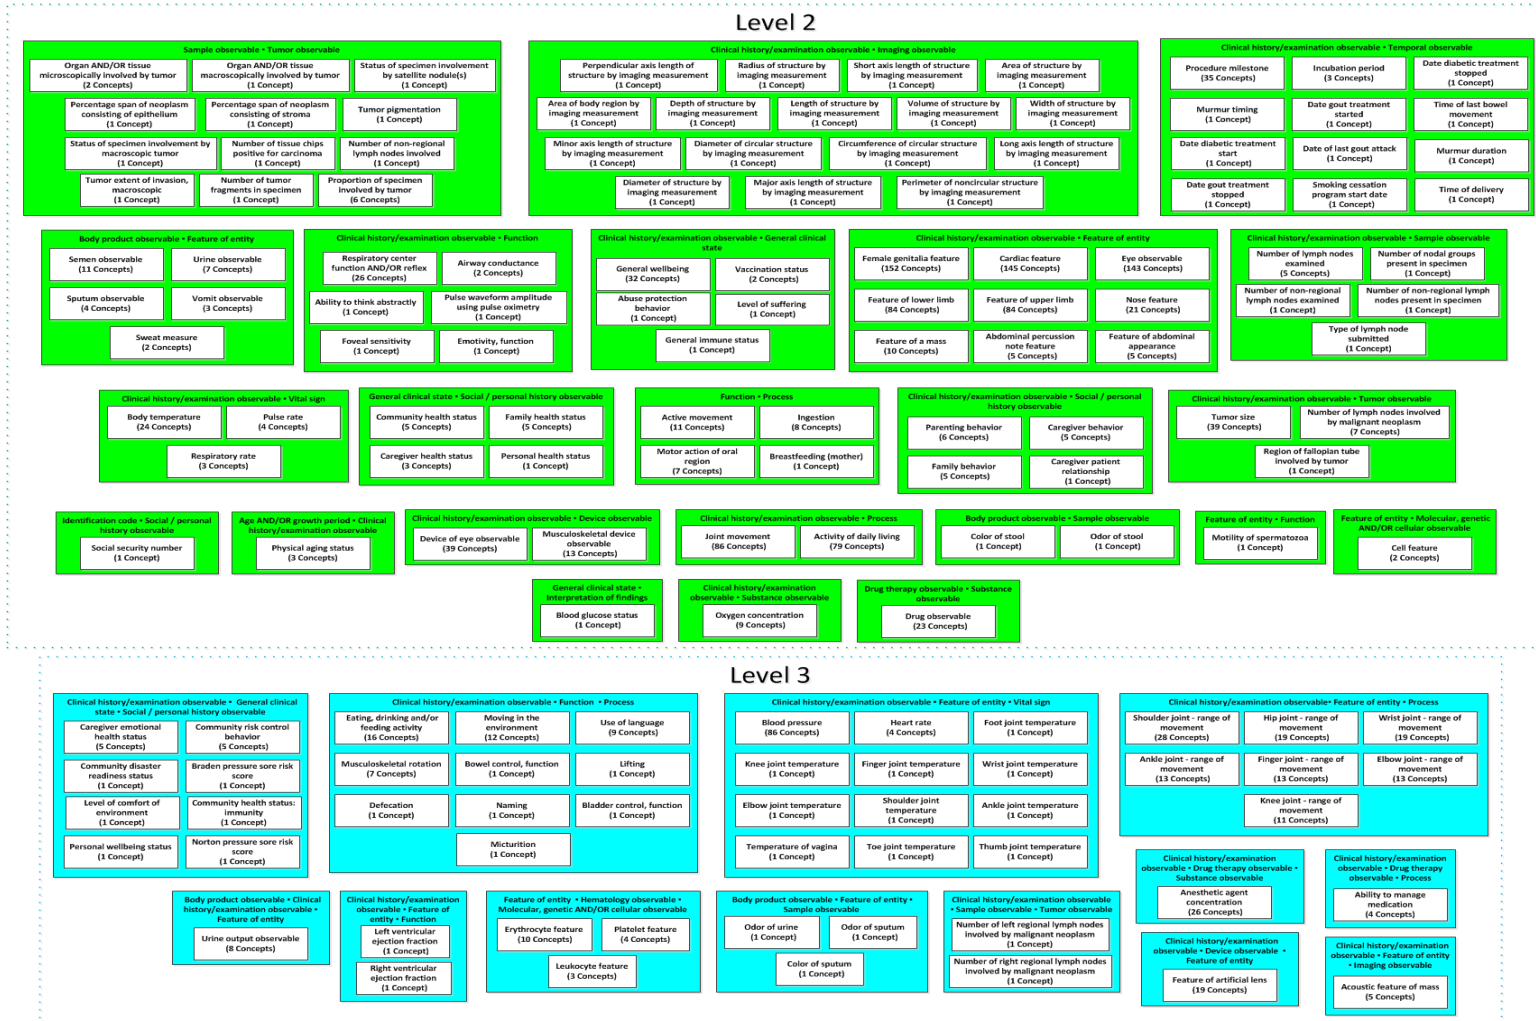 Level 2
Sample observable • Tumor observable
Organ AND/OR tissue
microscopically involved by tumor
(2 Concepts)
Organ AND/OR tissue
macroscopically involved by tumor
(1 Concept)
Status of specimen involvement
by satellite nodule(s)
(1 Concept)
Percentage span of neoplasm
consisting of epithelium
(1 Concept)
Percentage span of neoplasm
consisting of stroma
(1 Concept)
Tumor pigmentation
(1 Concept)
Status of specimen involvement by
macroscopic tumor
(1 Concept)
Number of tissue chips
positive for carcinoma
(1 Concept)
Number of non-regional
lymph nodes involved
(1 Concept)
Tumor extent of invasion,
macroscopic
(1 Concept)
Number of tumor
fragments in specimen
(1 Concept)
Proportion of specimen
involved by tumor
(6 Concepts)
Clinical history/examination observable • Imaging observable
Perpendicular axis length of
structure by imaging measurement
(1 Concept)
Radius of structure by
imaging measurement
(1 Concept)
Short axis length of structure
by imaging measurement
(1 Concept)
Area of structure by
imaging measurement
(1 Concept)
Area of body region by
imaging measurement
(1 Concept)
Depth of structure by
imaging measurement
(1 Concept)
Length of structure by
imaging measurement
(1 Concept)
Volume of structure by
imaging measurement
(1 Concept)
Width of structure by
imaging measurement
(1 Concept)
Minor axis length of structure
by imaging measurement
(1 Concept)
Diameter of circular structure
by imaging measurement
(1 Concept)
Circumference of circular structure
by imaging measurement
(1 Concept)
Long axis length of structure
by imaging measurement
(1 Concept)
Diameter of structure by
imaging measurement
(1 Concept)
Major axis length of structure
by imaging measurement
(1 Concept)
Perimeter of noncircular structure
by imaging measurement
(1 Concept)
Clinical history/examination observable • Temporal observable
Procedure milestone
(35 Concepts)
Incubation period
(3 Concepts)
Date diabetic treatment
stopped
(1 Concept)
Murmur timing
(1 Concept)
Date gout treatment
started
(1 Concept)
Time of last bowel
movement
(1 Concept)
Date diabetic treatment
start
(1 Concept)
Date of last gout attack
(1 Concept)
Murmur duration
(1 Concept)
Date gout treatment
stopped
(1 Concept)
Smoking cessation
program start date
(1 Concept)
Time of delivery
(1 Concept)
Body product observable • Feature of entity
Semen observable
(11 Concepts)
Urine observable
(7 Concepts)
Sputum observable
(4 Concepts)
Vomit observable
(3 Concepts)
Sweat measure
(2 Concepts)
Clinical history/examination observable • Function
Respiratory center
function AND/OR reflex
(26 Concepts)
Airway conductance
(2 Concepts)
Ability to think abstractly
(1 Concept)
Pulse waveform amplitude
using pulse oximetry
(1 Concept)
Foveal sensitivity
(1 Concept)
Emotivity, function
(1 Concept)
Clinical history/examination observable • General clinical
state
General wellbeing
(32 Concepts)
Vaccination status
(2 Concepts)
Abuse protection
behavior
(1 Concept)
Level of suffering
(1 Concept)
General immune status
(1 Concept)
Clinical history/examination observable • Feature of entity
Female genitalia feature
(152 Concepts)
Cardiac feature
(145 Concepts)
Eye observable
(143 Concepts)
Feature of lower limb
(84 Concepts)
Feature of upper limb
(84 Concepts)
Nose feature
(21 Concepts)
Feature of a mass
(10 Concepts)
Abdominal percussion
note feature
(5 Concepts)
Feature of abdominal
appearance
(5 Concepts)
Clinical history/examination observable • Sample observable
Number of lymph nodes
examined
(5 Concepts)
Number of nodal groups
present in specimen
(1 Concept)
Number of non-regional
lymph nodes examined
(1 Concept)
Number of non-regional lymph
nodes present in specimen
(1 Concept)
Type of lymph node
submitted
(1 Concept)
Clinical history/examination observable • Vital sign
Body temperature
(24 Concepts)
Pulse rate
(4 Concepts)
Respiratory rate
(3 Concepts)
General clinical state • Social / personal history observable
Community health status
(5 Concepts)
Family health status
(5 Concepts)
Caregiver health status
(3 Concepts)
Personal health status
(1 Concept)
Function • Process
Active movement
(11 Concepts)
Ingestion
(8 Concepts)
Motor action of oral
region
(7 Concepts)
Breastfeeding (mother)
(1 Concept)
Clinical history/examination observable • Social / personal
history observable
Parenting behavior
(6 Concepts)
Caregiver behavior
(5 Concepts)
Family behavior
(5 Concepts)
Caregiver patient
relationship
(1 Concept)
Clinical history/examination observable • Tumor observable
Tumor size
(39 Concepts)
Number of lymph nodes involved
by malignant neoplasm
(7 Concepts)
Region of fallopian tube
involved by tumor
(1 Concept)
Identification code • Social / personal
history observable
Social security number
(1 Concept)
Age AND/OR growth period • Clinical
history/examination observable
Physical aging status
(3 Concepts)
Clinical history/examination observable • Device observable
Device of eye observable
(39 Concepts)
Musculoskeletal device
observable
(13 Concepts)
Clinical history/examination observable • Process
Joint movement
(86 Concepts)
Activity of daily living
(79 Concepts)
Body product observable • Sample observable
Color of stool
(1 Concept)
Odor of stool
(1 Concept)
Feature of entity • Function
Motility of spermatozoa
(1 Concept)
Feature of entity • Molecular, genetic
AND/OR cellular observable
Cell feature
(2 Concepts)
General clinical state •
Interpretation of findings
Blood glucose status
(1 Concept)
Clinical history/examination
observable • Substance observable
Oxygen concentration
(9 Concepts)
Drug therapy observable • Substance
observable
Drug observable
(23 Concepts)
Level 3
Clinical history/examination observable • General clinical
state • Social / personal history observable
Caregiver emotional
health status
(5 Concepts)
Community risk control
behavior
(5 Concepts)
Community disaster
readiness status
(1 Concept)
Braden pressure sore risk
score
(1 Concept)
Level of comfort of
environment
(1 Concept)
Community health status:
immunity
(1 Concept)
Personal wellbeing status
(1 Concept)
Norton pressure sore risk
score
(1 Concept)
Clinical history/examination observable • Function • Process
Eating, drinking and/or
feeding activity
(16 Concepts)
Moving in the
environment
(12 Concepts)
Use of language
(9 Concepts)
Musculoskeletal rotation
(7 Concepts)
Bowel control, function
(1 Concept)
Lifting
(1 Concept)
Defecation
(1 Concept)
Naming
(1 Concept)
Bladder control, function
(1 Concept)
Micturition
(1 Concept)
Clinical history/examination observable • Feature of entity • Vital sign
Blood pressure
(86 Concepts)
Heart rate
(4 Concepts)
Foot joint temperature
(1 Concept)
Knee joint temperature
(1 Concept)
Finger joint temperature
(1 Concept)
Wrist joint temperature
(1 Concept)
Elbow joint temperature
(1 Concept)
Shoulder joint
temperature
(1 Concept)
Ankle joint temperature
(1 Concept)
Temperature of vagina
(1 Concept)
Toe joint temperature
(1 Concept)
Thumb joint temperature
(1 Concept)
Clinical history/examination observable• Feature of entity • Process
Shoulder joint - range of
movement
(28 Concepts)
Hip joint - range of
movement
(19 Concepts)
Wrist joint - range of
movement
(19 Concepts)
Ankle joint - range of
movement
(13 Concepts)
Finger joint - range of
movement
(13 Concepts)
Elbow joint - range of
movement
(13 Concepts)
Knee joint - range of
movement
(11 Concepts)
Body product observable • Clinical
history/examination observable •
Feature of entity
Urine output observable
(8 Concepts)
Clinical history/examination
observable • Feature of
entity • Function
Left ventricular
ejection fraction
(1 Concept)
Right ventricular
ejection fraction
(1 Concept)
Feature of entity • Hematology observable •
Molecular, genetic AND/OR cellular observable
Erythrocyte feature
(10 Concepts)
Platelet feature
(4 Concepts)
Leukocyte feature
(3 Concepts)
Body product observable • Feature of entity •
Sample observable
Odor of urine
(1 Concept)
Odor of sputum
(1 Concept)
Color of sputum
(1 Concept)
Clinical history/examination observable
• Sample observable • Tumor observable
Number of left regional lymph nodes
involved by malignant neoplasm
(1 Concept)
Number of right regional lymph nodes
involved by malignant neoplasm
(1 Concept)
Clinical history/examination
observable • Drug therapy observable •
Substance observable
Anesthetic agent
concentration
(26 Concepts)
Clinical history/examination
observable • Drug therapy
observable • Process
Ability to manage
medication
(4 Concepts)
Clinical history/examination
observable • Device observable •
Feature of entity
Feature of artificial lens
(19 Concepts)
Clinical history/examination
observable • Feature of entity
• Imaging observable
Acoustic feature of mass
(5 Concepts)